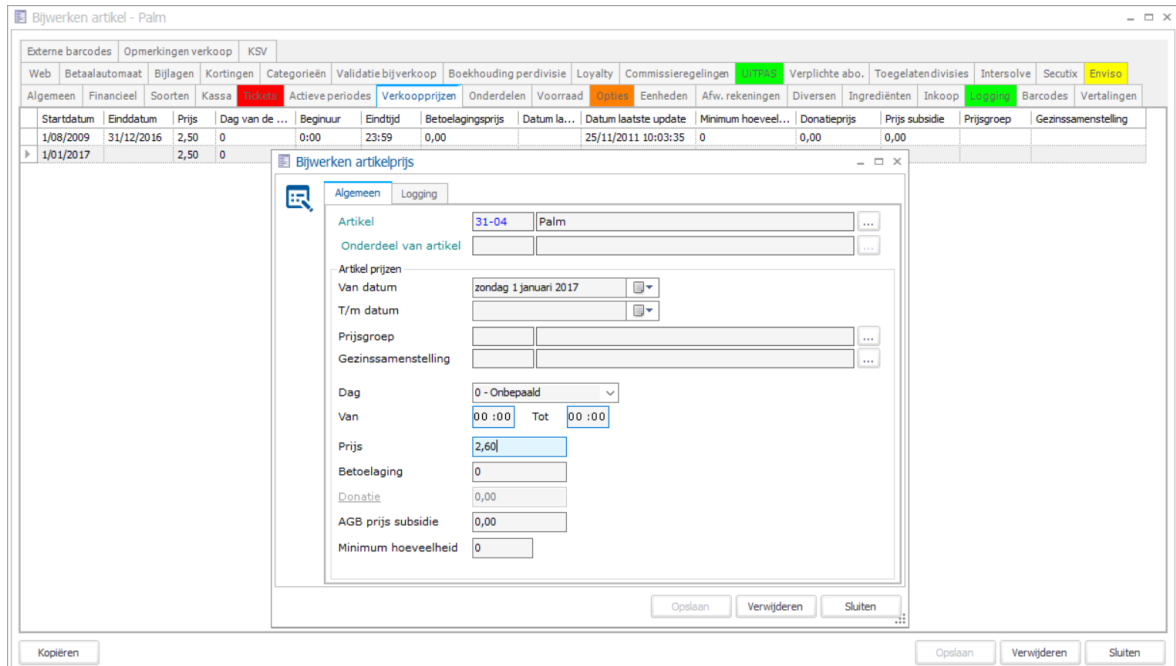 Bijwerken artikel - Palm
Externe barcodes Opmerkingen verkoop KSV
Web Betaalautomaat Bijlagen Kortingen Categorieën Validatie bij verkoop Boekhouding per divisie Loyalty Commissieregelingen UiTPAS Verplichte abo. Toegelaten divisies Intersolve Secutix Enviso
Algemeen Financieel Soorten Kassa Tickets Actieve periodes Verkoopprijzen Onderdelen Voorraad Opties Eenheden Afw. rekeningen Diversen Ingrediënten Inkoop Logging Barcodes Vertalingen
Startdatum Einddatum Prijs Dag van de ... Beginuur Eindtijd Betoelagingsprijs Datum la... Datum laatste update Minimum hoeveel... Donatieprijs Prijs subsidie Prijsgroep Gezinssamenstelling
1/08/2009 31/12/2016 2,50 0 0:00 23:59 0,00 25/11/2011 10:03:35 0 0,00 0,00
1/01/2017 2,50 0
Bijwerken artikelprijs
Algemeen Logging
Artikel 31-04 Palm ...
Onderdeel van artikel ...
Artikel prijzen
Van datum zondag 1 januari 2017
T/m datum
Prijsgroep ...
Gezinssamenstelling ...
Dag 0 - Onbepaald
Van 00:00 Tot 00:00
Prijs 2,60
Betoelaging 0
Donatie 0,00
AGB prijs subsidie 0,00
Minimum hoeveelheid 0
Opslaan Verwijderen Sluiten
Kopiëren Opslaan Verwijderen Sluiten